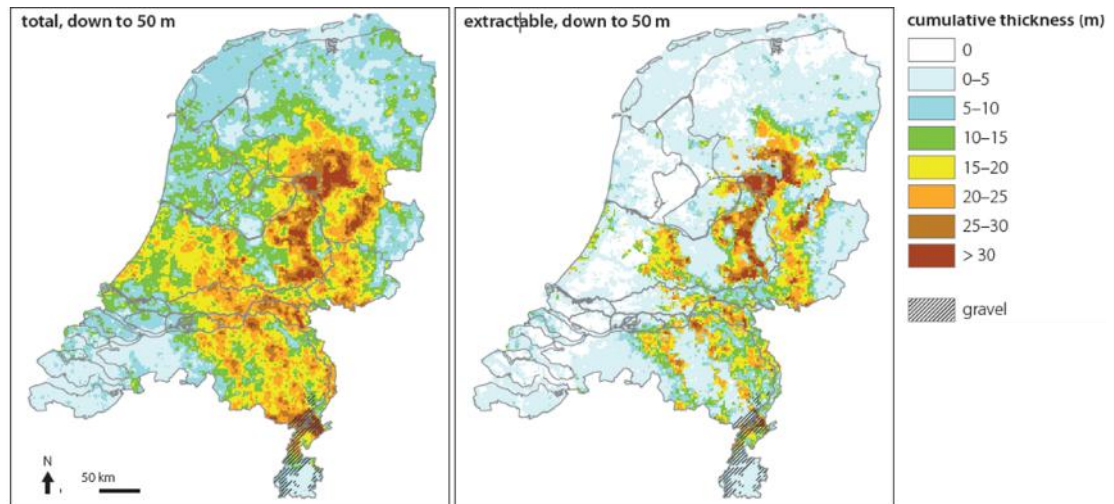 total, down to 50 m
extractable, down to 50 m
cumulative thickness (m)
0
0–5
5–10
10–15
15–20
20–25
25–30
> 30
gravel
N
50 km